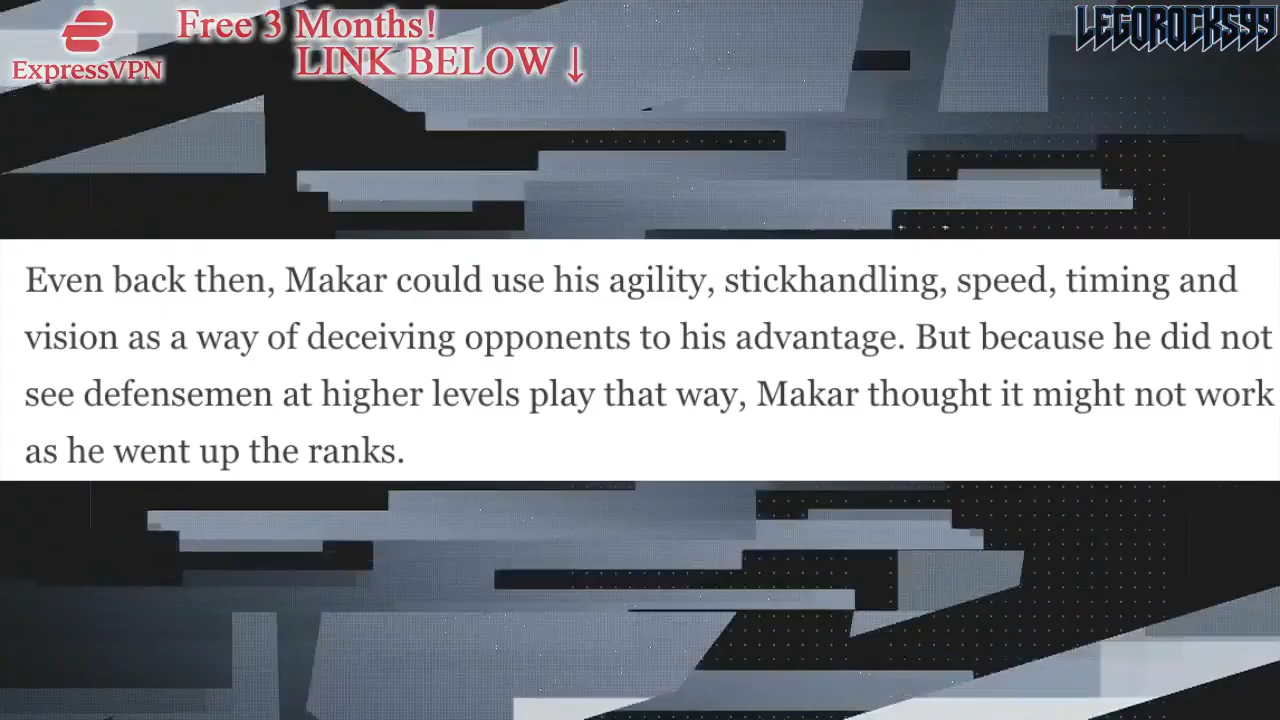 Free 3 Months!
LINK BELOW ↓
ExpressVPN
LEGOROCKS99
Even back then, Makar could use his agility, stickhandling, speed, timing and
vision as a way of deceiving opponents to his advantage. But because he did not
see defensemen at higher levels play that way, Makar thought it might not work
as he went up the ranks.